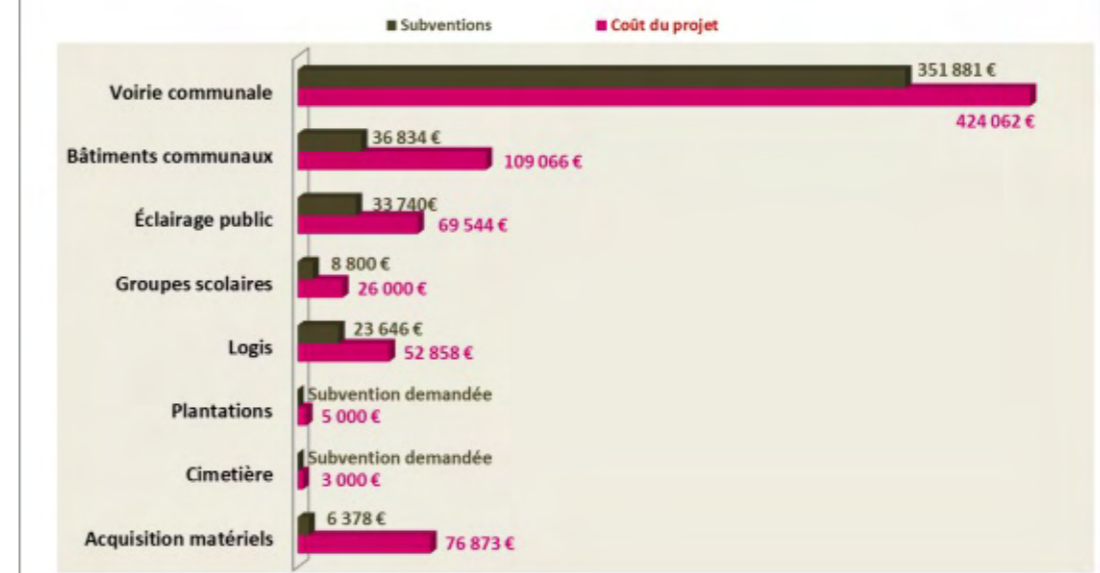 Subventions Coût du projet
Voirie communale 351 881 €
424 062 €
Bâtiments communaux 36 834 €
109 066 €
Éclairage public 33 740€
69 544 €
Groupes scolaires 8 800 €
26 000 €
Logis 23 646 €
52 858 €
Plantations Subvention demandée
5 000 €
Cimetière Subvention demandée
3 000 €
Acquisition matériels 6 378 €
76 873 €